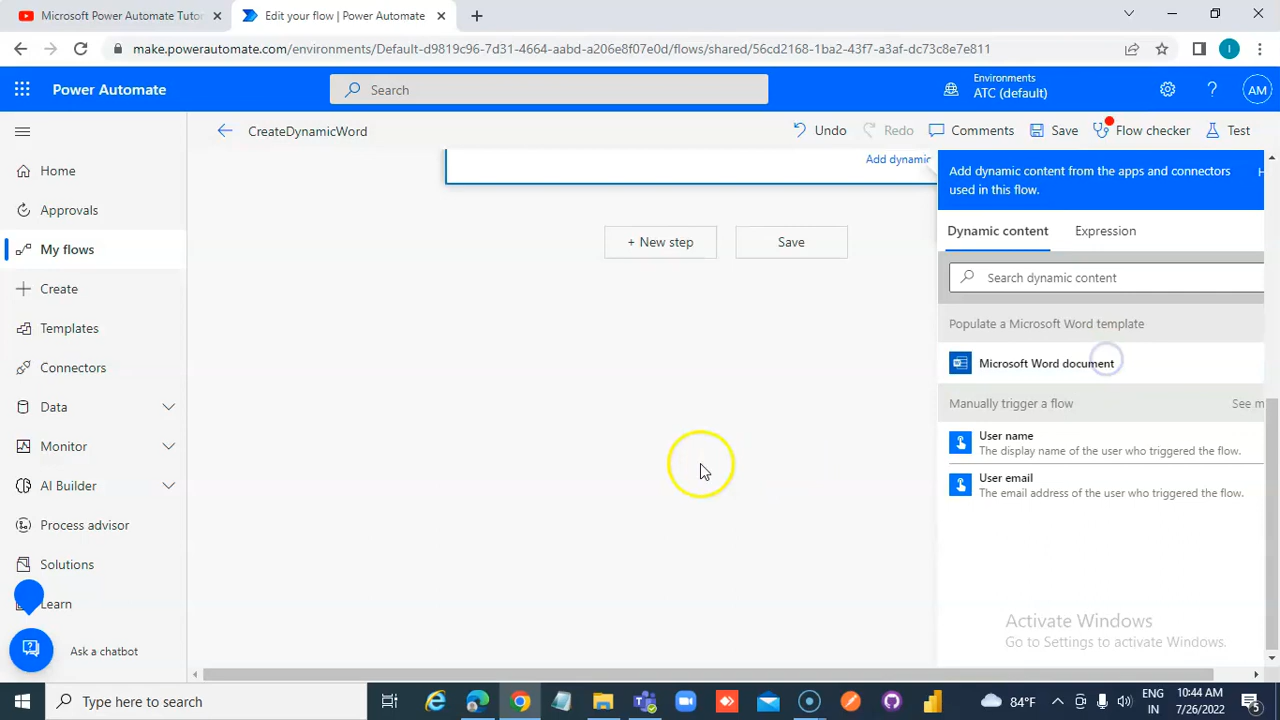 Microsoft Power Automate Tutor
Edit your flow | Power Automate
make.powerautomate.com/environments/Default-d9819c96-7d31-4664-aabd-a206e8f07e0d/flows/shared/56cd2168-1ba2-43f7-a3af-dc73c8e7e811
I
Power Automate
Search
Environments
ATC (default)
AM
CreateDynamicWord
Undo
Redo
Comments
Save
Flow checker
Test
Home
Approvals
My flows
Create
Templates
Connectors
Data
Monitor
AI Builder
Process advisor
Solutions
Learn
Ask a chatbot
Add dynamic
+ New step
Save
Add dynamic content from the apps and connectors
used in this flow.
Dynamic content
Expression
Search dynamic content
Populate a Microsoft Word template
Microsoft Word document
Manually trigger a flow
See m
User name
The display name of the user who triggered the flow.
User email
The email address of the user who triggered the flow.
Activate Windows
Go to Settings to activate Windows.
Type here to search
84°F
ENG
IN
10:44 AM
7/26/2022
5